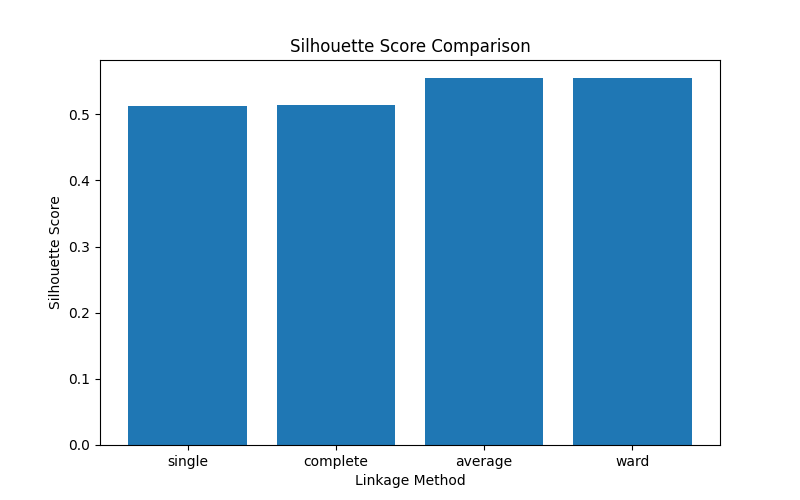 Silhouette Score Comparison
Silhouette Score
0.5
0.4
0.3
0.2
0.1
0.0
single complete average ward
Linkage Method